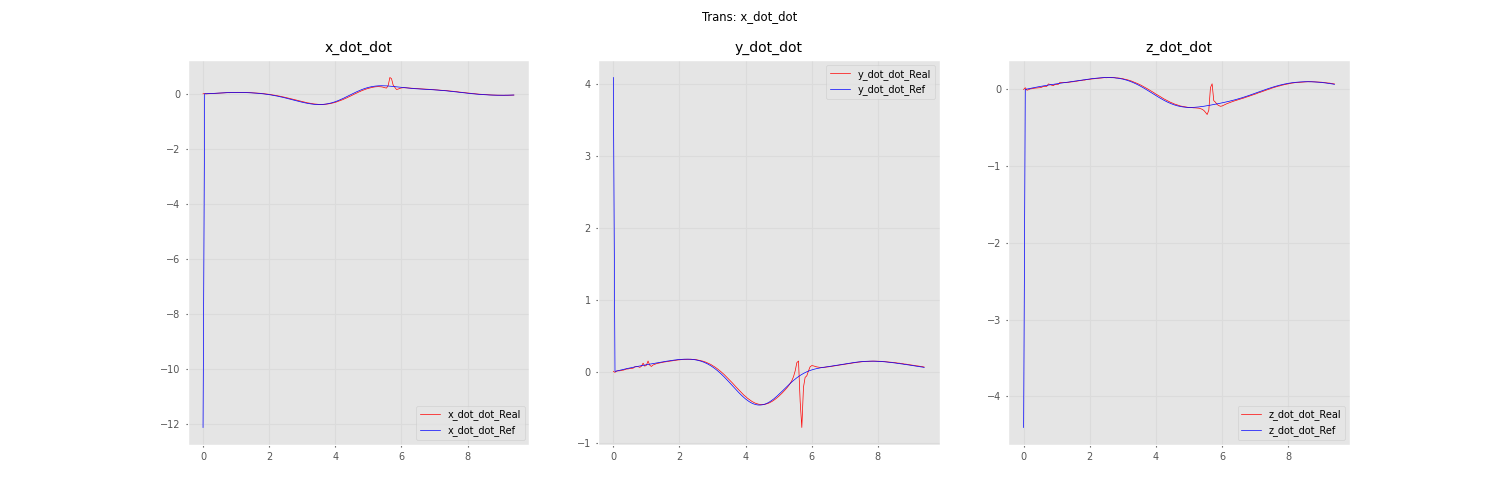 Trans: x_dot_dot
x_dot_dot
0
−2
−4
−6
−8
−10
−12
0 2 4 6 8
x_dot_dot_Real
x_dot_dot_Ref
y_dot_dot
4
3
2
1
0
−1
0 2 4 6 8
y_dot_dot_Real
y_dot_dot_Ref
z_dot_dot
0
−1
−2
−3
−4
0 2 4 6 8
z_dot_dot_Real
z_dot_dot_Ref